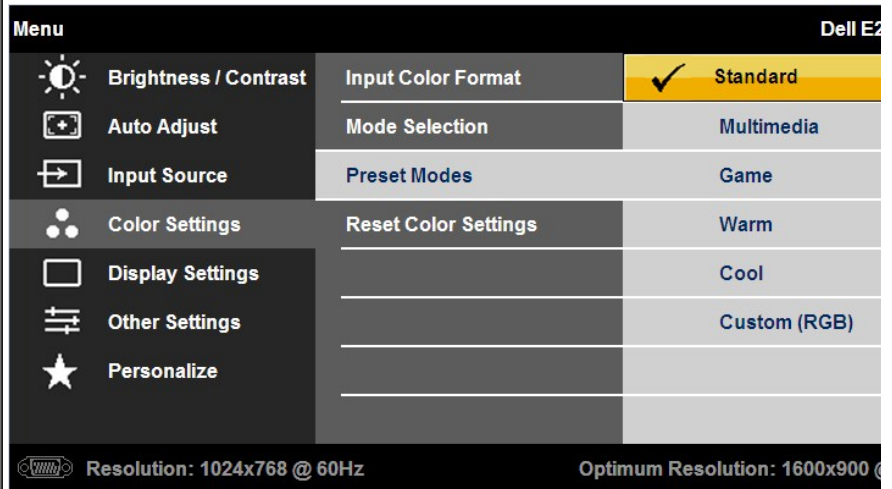 Menu
Dell E2
Brightness / Contrast
Auto Adjust
Input Source
Color Settings
Display Settings
Other Settings
Personalize
Input Color Format
Mode Selection
Preset Modes
Reset Color Settings
Standard
Multimedia
Game
Warm
Cool
Custom (RGB)
Resolution: 1024x768 @ 60Hz
Optimum Resolution: 1600x900 @